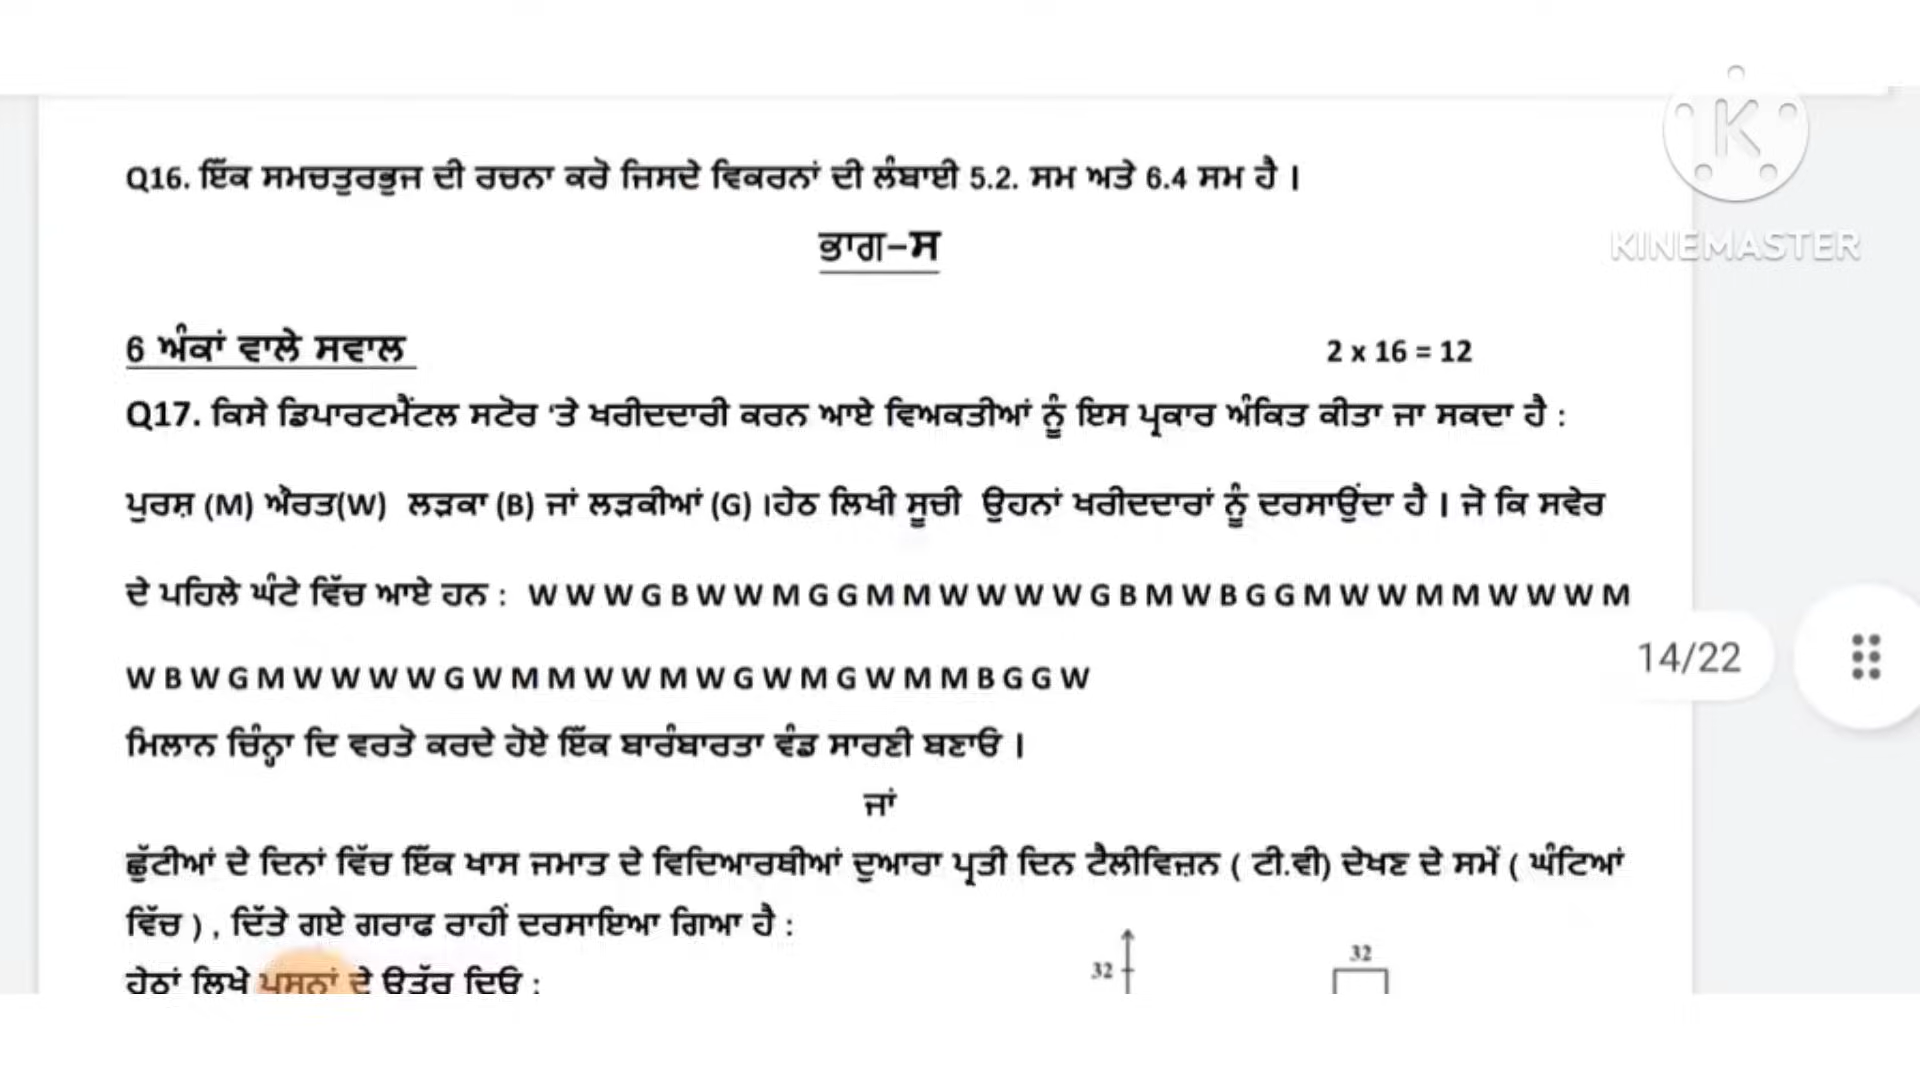 Q16. ਇੱਕ ਸਮਚਤੁਰਭੁਜ ਦੀ ਰਚਨਾ ਕਰੋ ਜਿਸਦੇ ਵਿਕਰਨਾਂ ਦੀ ਲੰਬਾਈ 5.2. ਸਮ ਅਤੇ 6.4 ਸਮ ਹੈ ।
KINEMASTER
ਭਾਗ–ਸ
6 ਅੰਕਾਂ ਵਾਲੇ ਸਵਾਲ 2 x 16 = 12
Q17. ਕਿਸੇ ਡਿਪਾਰਟਮੈਂਟਲ ਸਟੋਰ 'ਤੇ ਖਰੀਦਦਾਰੀ ਕਰਨ ਆਏ ਵਿਅਕਤੀਆਂ ਨੂੰ ਇਸ ਪ੍ਰਕਾਰ ਅੰਕਿਤ ਕੀਤਾ ਜਾ ਸਕਦਾ ਹੈ :
ਪੁਰਸ਼ (M) ਔਰਤ(W) ਲੜਕਾ (B) ਜਾਂ ਲੜਕੀਆਂ (G) ।ਹੇਠ ਲਿਖੀ ਸੂਚੀ ਉਹਨਾਂ ਖਰੀਦਦਾਰਾਂ ਨੂੰ ਦਰਸਾਉਂਦਾ ਹੈ । ਜੋ ਕਿ ਸਵੇਰ
ਦੇ ਪਹਿਲੇ ਘੰਟੇ ਵਿੱਚ ਆਏ ਹਨ : W W W G B W W M G G M M W W W W G B M W B G G M W W M M W W W M
14/22
W B W G M W W W W G W M M W W M W G W M G W M M B G G W
ਮਿਲਾਨ ਚਿੰਨ੍ਹਾ ਦਿ ਵਰਤੋ ਕਰਦੇ ਹੋਏ ਇੱਕ ਬਾਰੰਬਾਰਤਾ ਵੰਡ ਸਾਰਣੀ ਬਣਾਓ ।
ਜਾਂ
ਛੁੱਟੀਆਂ ਦੇ ਦਿਨਾਂ ਵਿੱਚ ਇੱਕ ਖਾਸ ਜਮਾਤ ਦੇ ਵਿਦਿਆਰਥੀਆਂ ਦੁਆਰਾ ਪ੍ਰਤੀ ਦਿਨ ਟੈਲੀਵਿਜ਼ਨ ( ਟੀ.ਵੀ) ਦੇਖਣ ਦੇ ਸਮੇਂ ( ਘੰਟਿਆਂ
ਵਿੱਚ ) , ਦਿੱਤੇ ਗਏ ਗਰਾਫ ਰਾਹੀਂ ਦਰਸਾਇਆ ਗਿਆ ਹੈ :
32
32
ਹੇਠਾਂ ਲਿਖੇ ਪ੍ਰਸਨਾਂ ਦੇ ਉਤੱਰ ਦਿਓ :